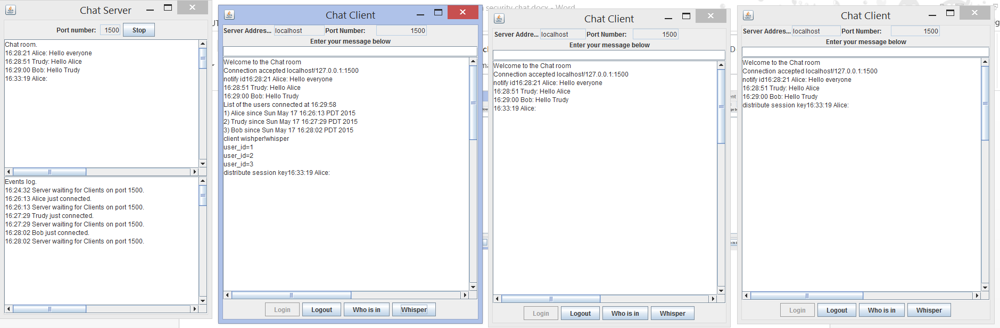 security chat.docx - Word
Chat Server
Port number: 1500 Stop
Chat room.
16:28:21 Alice: Hello everyone
16:28:51 Trudy: Hello Alice
16:29:00 Bob: Hello Trudy
16:33:19 Alice:
Events log.
16:24:32 Server waiting for Clients on port 1500.
16:26:13 Alice just connected.
16:26:13 Server waiting for Clients on port 1500.
16:27:29 Trudy just connected.
16:27:29 Server waiting for Clients on port 1500.
16:28:02 Bob just connected.
16:28:02 Server waiting for Clients on port 1500.
Chat Client
Server Addres... localhost Port Number: 1500
Enter your message below
Welcome to the Chat room
Connection accepted localhost/127.0.0.1:1500
notify id16:28:21 Alice: Hello everyone
16:28:51 Trudy: Hello Alice
16:29:00 Bob: Hello Trudy
List of the users connected at 16:29:58
1) Alice since Sun May 17 16:26:13 PDT 2015
2) Trudy since Sun May 17 16:27:29 PDT 2015
3) Bob since Sun May 17 16:28:02 PDT 2015
client wishper!whisper
user_id=1
user_id=2
user_id=3
distribute session key16:33:19 Alice:
Login Logout Who is in Whisper
Chat Client
Server Addre... localhost Port Number: 1500
Enter your message below
Welcome to the Chat room
Connection accepted localhost/127.0.0.1:1500
notify id16:28:21 Alice: Hello everyone
16:28:51 Trudy: Hello Alice
16:29:00 Bob: Hello Trudy
16:33:19 Alice:
Login Logout Who is in Whisper
Chat Client
Server Addres... localhost Port Number: 1500
Enter your message below
Welcome to the Chat room
Connection accepted localhost/127.0.0.1:1500
notify id16:28:21 Alice: Hello everyone
16:28:51 Trudy: Hello Alice
16:29:00 Bob: Hello Trudy
distribute session key16:33:19 Alice:
Login Logout Who is in Whisper